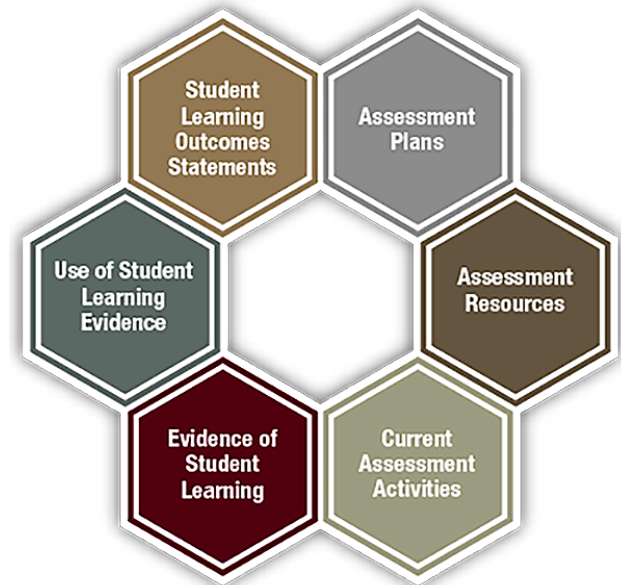 Student
Learning
Outcomes
Statements
Assessment
Plans
Use of Student
Learning
Evidence
Assessment
Resources
Evidence of
Student
Learning
Current
Assessment
Activities